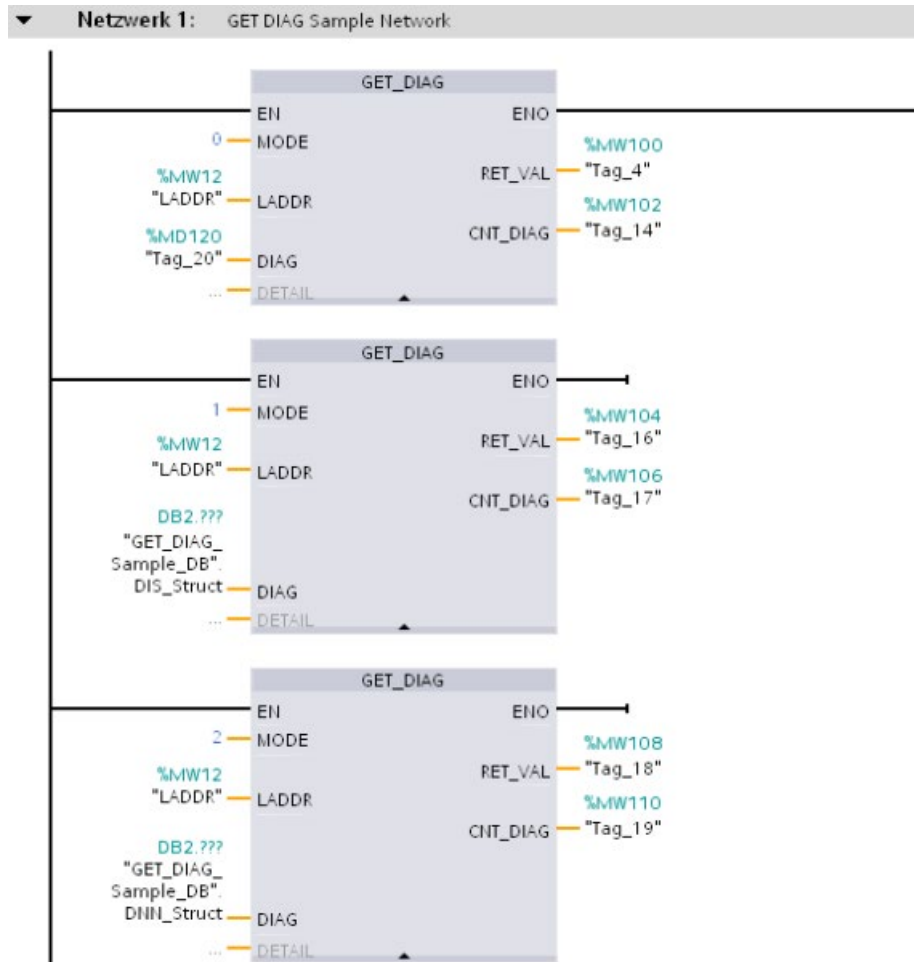 Netzwerk 1: GET DIAG Sample Network
GET_DIAG
EN ENO
0 MODE
%MW100
RET_VAL "Tag_4"
%MW12
"LADDR" LADDR
%MW102
CNT_DIAG "Tag_14"
%MD120
"Tag_20" DIAG
... DETAIL
GET_DIAG
EN ENO
1 MODE
%MW104
RET_VAL "Tag_16"
%MW12
"LADDR" LADDR
%MW106
CNT_DIAG "Tag_17"
DB2.???
"GET_DIAG_
Sample_DB".
DIS_Struct DIAG
... DETAIL
GET_DIAG
EN ENO
2 MODE
%MW108
RET_VAL "Tag_18"
%MW12
"LADDR" LADDR
%MW110
CNT_DIAG "Tag_19"
DB2.???
"GET_DIAG_
Sample_DB".
DNN_Struct DIAG
... DETAIL